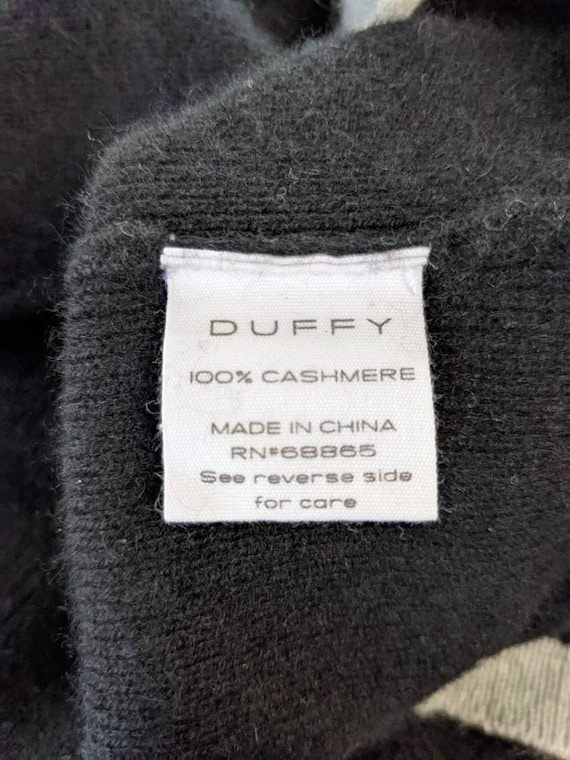 DUFFY
100% CASHMERE
MADE IN CHINA
RN#68865
See reverse side
for care